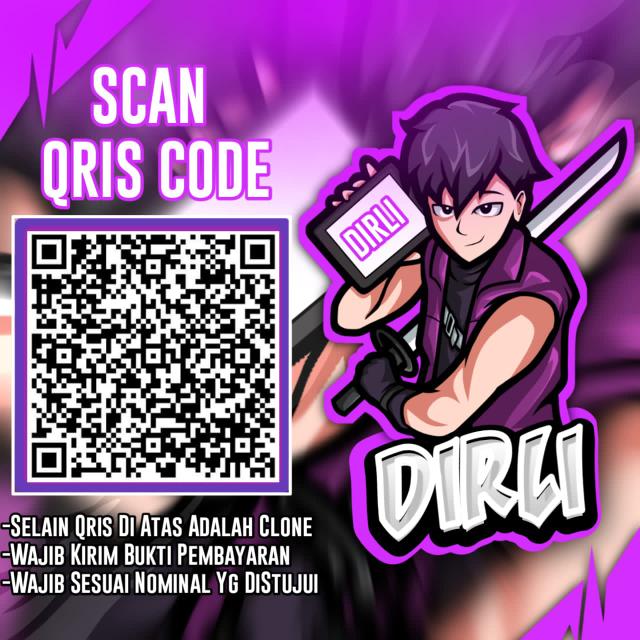 SCAN
QRIS CODE
DIRLI
DIRLI
-SELAIN QRIS DI ATAS ADALAH CLONE
-WAJIB KIRIM BUKTI PEMBAYARAN
-WAJIB SESUAI NOMINAL YG DISTUJUI